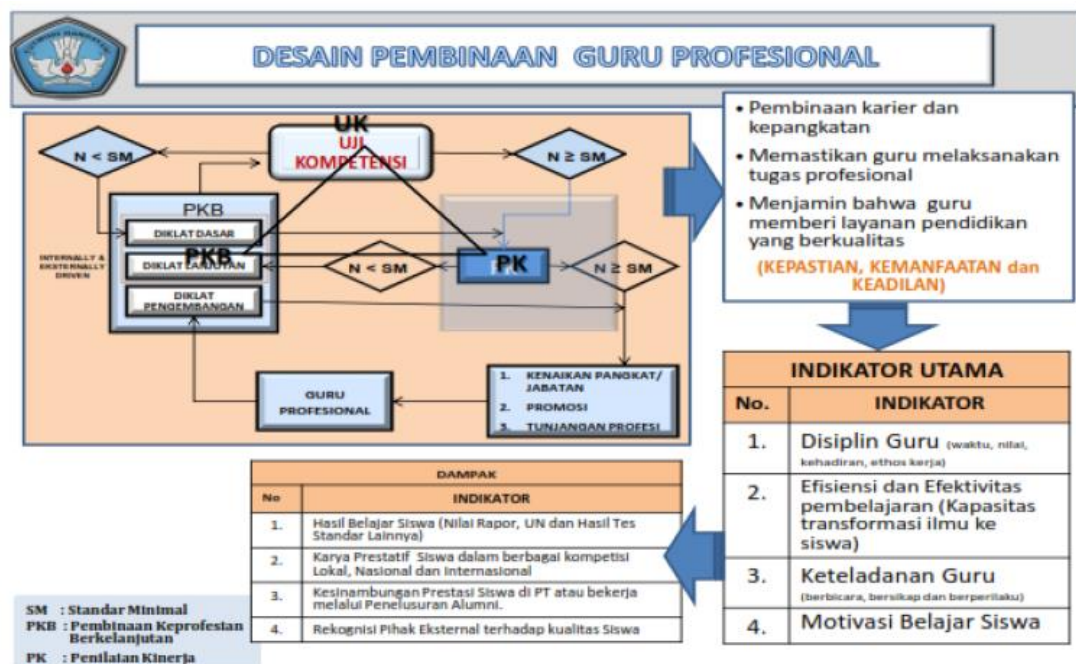 DESAIN PEMBINAAN GURU PROFESIONAL
UK
UJI
KOMPETENSI
N < SM
N ≥ SM
PKB
DIKLAT DASAR
INTERNALLY &
EKSTERNALLY
DRIVEN
PKB
DIKLAT LANJUTAN
N < SM
PK
N ≥ SM
DIKLAT
PENGEMBANGAN
GURU
PROFESIONAL
1. KENAIKAN PANGKAT/
JABATAN
2. PROMOSI
3. TUNJANGAN PROFESI
• Pembinaan karier dan
kepangkatan
• Memastikan guru melaksanakan
tugas profesional
• Menjamin bahwa guru
memberi layanan pendidikan
yang berkualitas
(KEPASTIAN, KEMANFAATAN dan
KEADILAN)
INDIKATOR UTAMA
No. INDIKATOR
1. Disiplin Guru (waktu, nilai,
kehadiran, ethos kerja)
2. Efisiensi dan Efektivitas
pembelajaran (Kapasitas
transformasi ilmu ke
siswa)
3. Keteladanan Guru
(berbicara, bersikap dan berperilaku)
4. Motivasi Belajar Siswa
DAMPAK
No INDIKATOR
1. Hasil Belajar Siswa (Nilai Rapor, UN dan Hasil Tes
Standar Lainnya)
2. Karya Prestatif Siswa dalam berbagai kompetisi
Lokal, Nasional dan Internasional
3. Kesinambungan Prestasi Siswa di PT atau bekerja
melalui Penelusuran Alumni.
4. Rekognisi Pihak Eksternal terhadap kualitas Siswa
SM : Standar Minimal
PKB : Pembinaan Keprofesian
Berkelanjutan
PK : Penilaian Kinerja